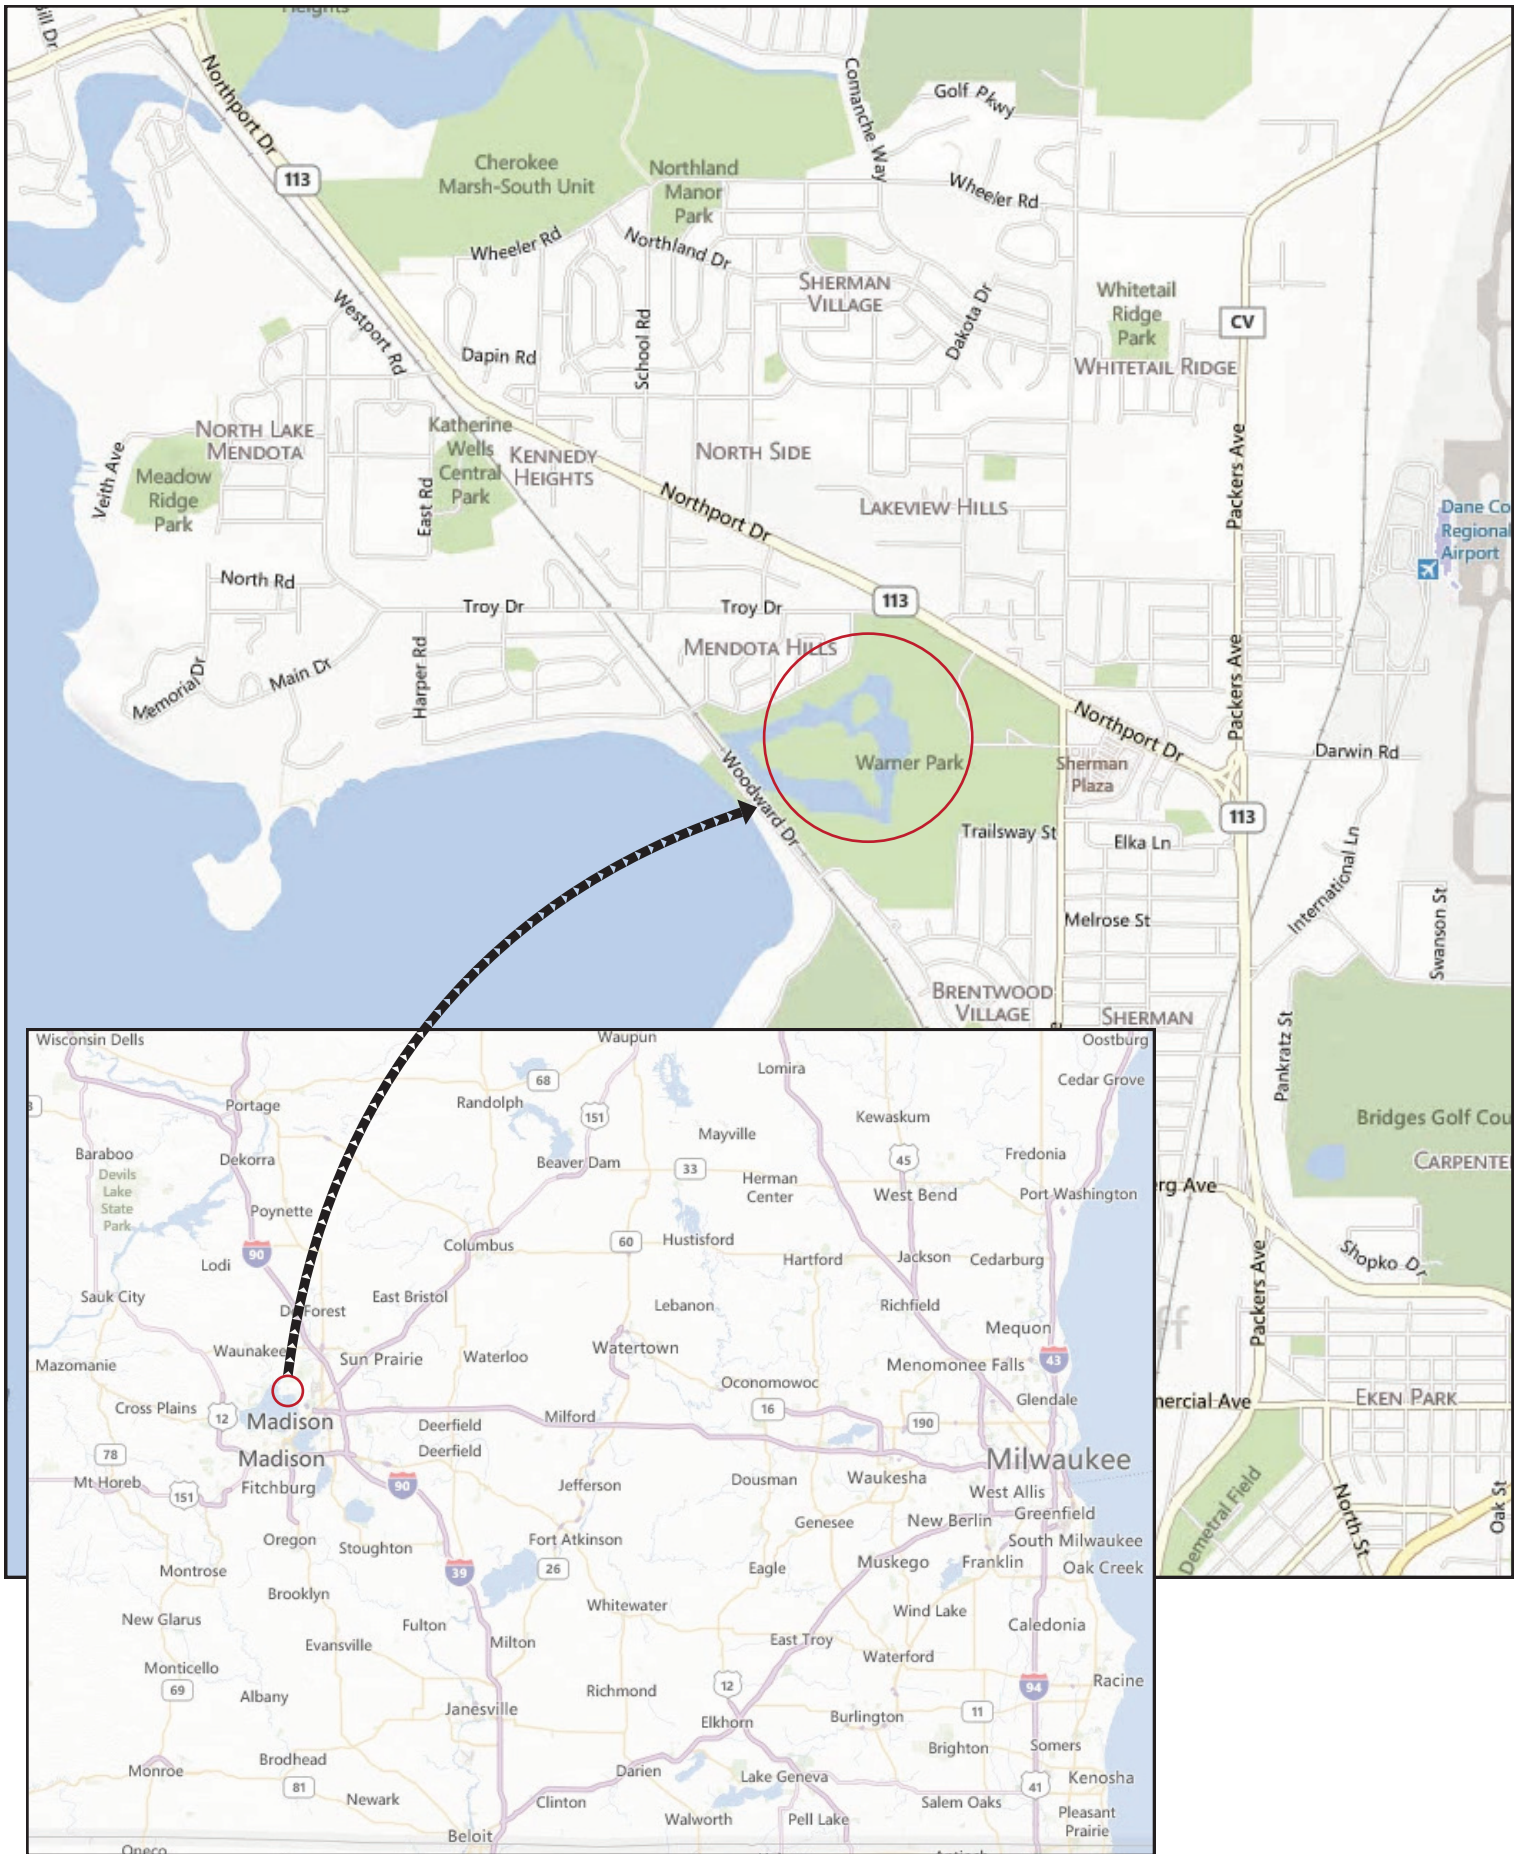 Heights
Northport Dr
113
Cherokee
Marsh-South Unit
Northland
Manor
Park
Comanche Way
Golf Pkwy
Wheeler Rd
Wheeler Rd
Northland Dr
SHERMAN
VILLAGE
Dakota Dr
Whitetail
Ridge
Park
WHITETAIL RIDGE
CV
Westport Rd
Dapin Rd
School Rd
NORTH LAKE
MENDOTA
Veith Ave
Meadow
Ridge
Park
Katherine
Wells
Central
Park
East Rd
KENNEDY
HEIGHTS
NORTH SIDE
Northport Dr
LAKEVIEW HILLS
Packers Ave
Dane Co
Regional
Airport
North Rd
Troy Dr
Troy Dr
113
MENDOTA HILLS
Memorial Dr
Main Dr
Harper Rd
Packers Ave
Northport Dr
Warner Park
Sherman
Plaza
Darwin Rd
Woodward Dr
113
Trailsway St
Elka Ln
International Ln
Melrose St
Swanson St
BRENTWOOD
VILLAGE
SHERMAN
Pankratz St
Bridges Golf Cou
CARPENTE
erg Ave
Shopko Dr
Packers Ave
ff
mercial Ave
EKEN PARK
Demetral Field
North St
Oak St
Wisconsin Dells
Waupun
Oostburg
Lomira
68
Cedar Grove
Portage
Randolph
151
Kewaskum
Mayville
Baraboo
Dekorra
Beaver Dam
33
45
Fredonia
Devils
Lake
State
Park
Herman
Center
West Bend
Port Washington
Poynette
90
Columbus
60
Hustisford
Lodi
Hartford
Jackson
Cedarburg
Sauk City
East Bristol
DeForest
Lebanon
Richfield
Mequon
Waunakee
Sun Prairie
Waterloo
Watertown
43
Mazomanie
Menomonee Falls
Oconomowoc
Glendale
Cross Plains
12
Madison
Deerfield
Milford
16
190
78
Madison
Deerfield
Milwaukee
Mt Horeb
151
Fitchburg
90
Jefferson
Dousman
Waukesha
West Allis
Genesee
New Berlin
Greenfield
Oregon
Stoughton
Fort Atkinson
South Milwaukee
Montrose
39
26
Eagle
Muskego
Franklin
Oak Creek
Brooklyn
New Glarus
Fulton
Whitewater
Wind Lake
Caledonia
Evansville
Milton
East Troy
Waterford
Monticello
69
Albany
Richmond
12
94
Racine
Janesville
Elkhorn
Burlington
11
Brodhead
Brighton
Somers
Monroe
81
Darien
Lake Geneva
41
Kenosha
Newark
Clinton
Salem Oaks
Walworth
Pell Lake
Pleasant
Prairie
Beloit